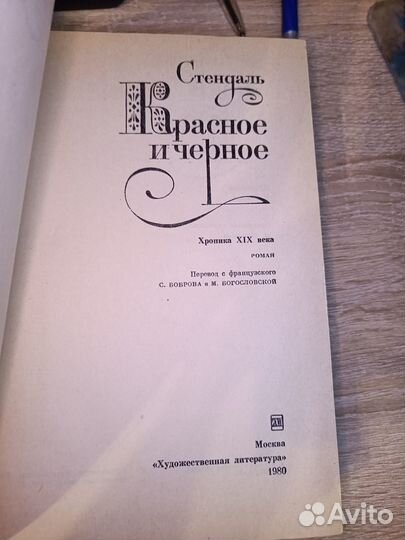 Стендаль
Красное
и черное
Хроника XIX века
РОМАН
Перевод с французского
С. БОБРОВА и М. БОГОСЛОВСКОЙ
Москва
«Художественная литература»
1980
Avito